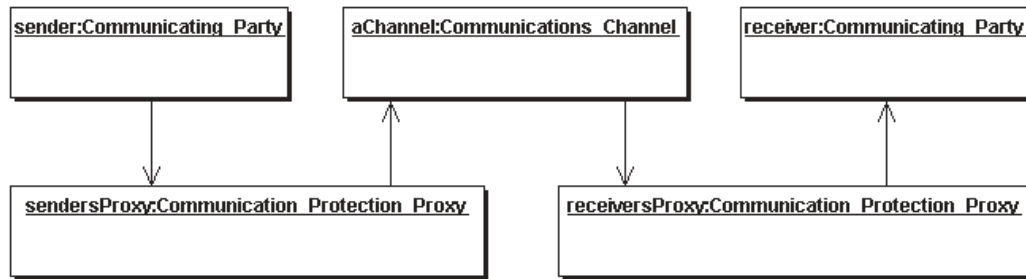 sender:Communicating_Party
aChannel:Communications_Channel
receiver:Communicating_Party
sendersProxy:Communication_Protection_Proxy
receiversProxy:Communication_Protection_Proxy